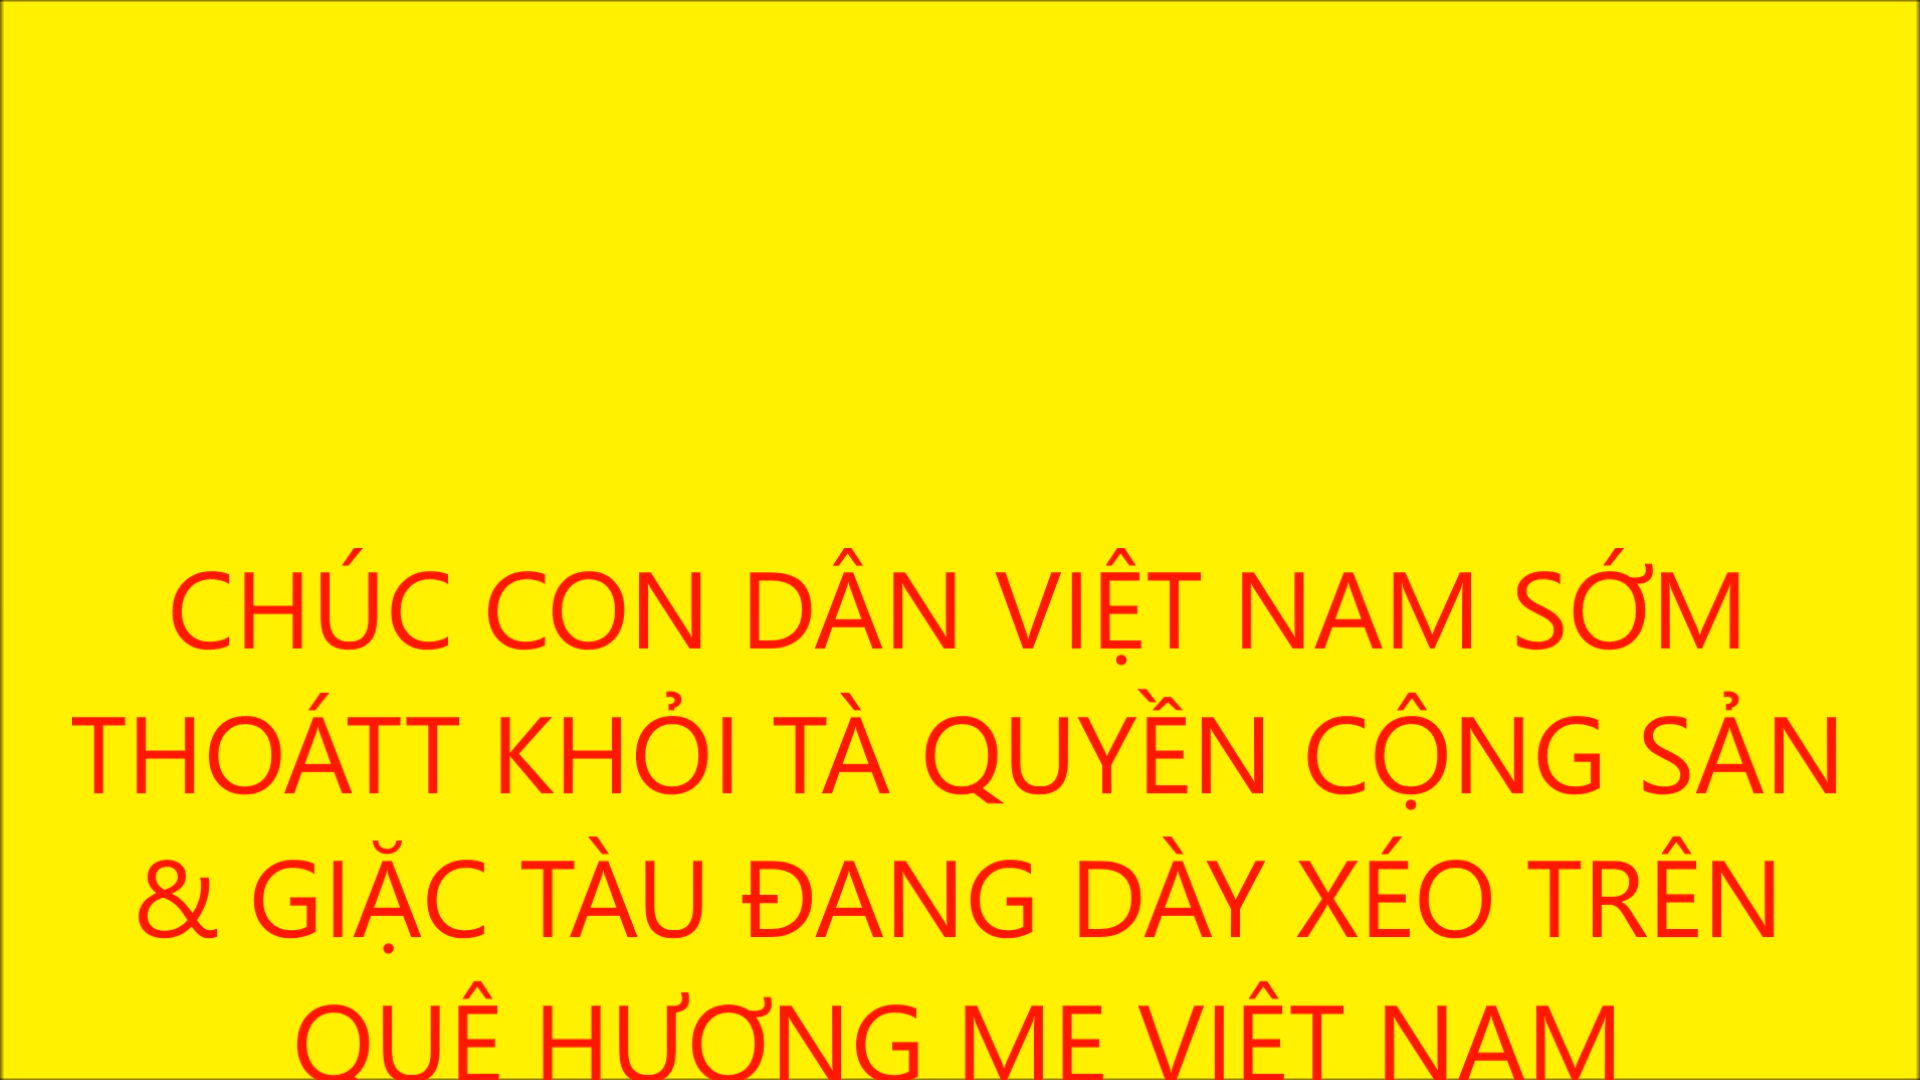 CHÚC CON DÂN VIỆT NAM SỚM
THOÁTT KHỎI TÀ QUYỀN CỘNG SẢN
& GIẶC TÀU ĐANG DÀY XÉO TRÊN
QUÊ HƯƠNG MẸ VIỆT NAM